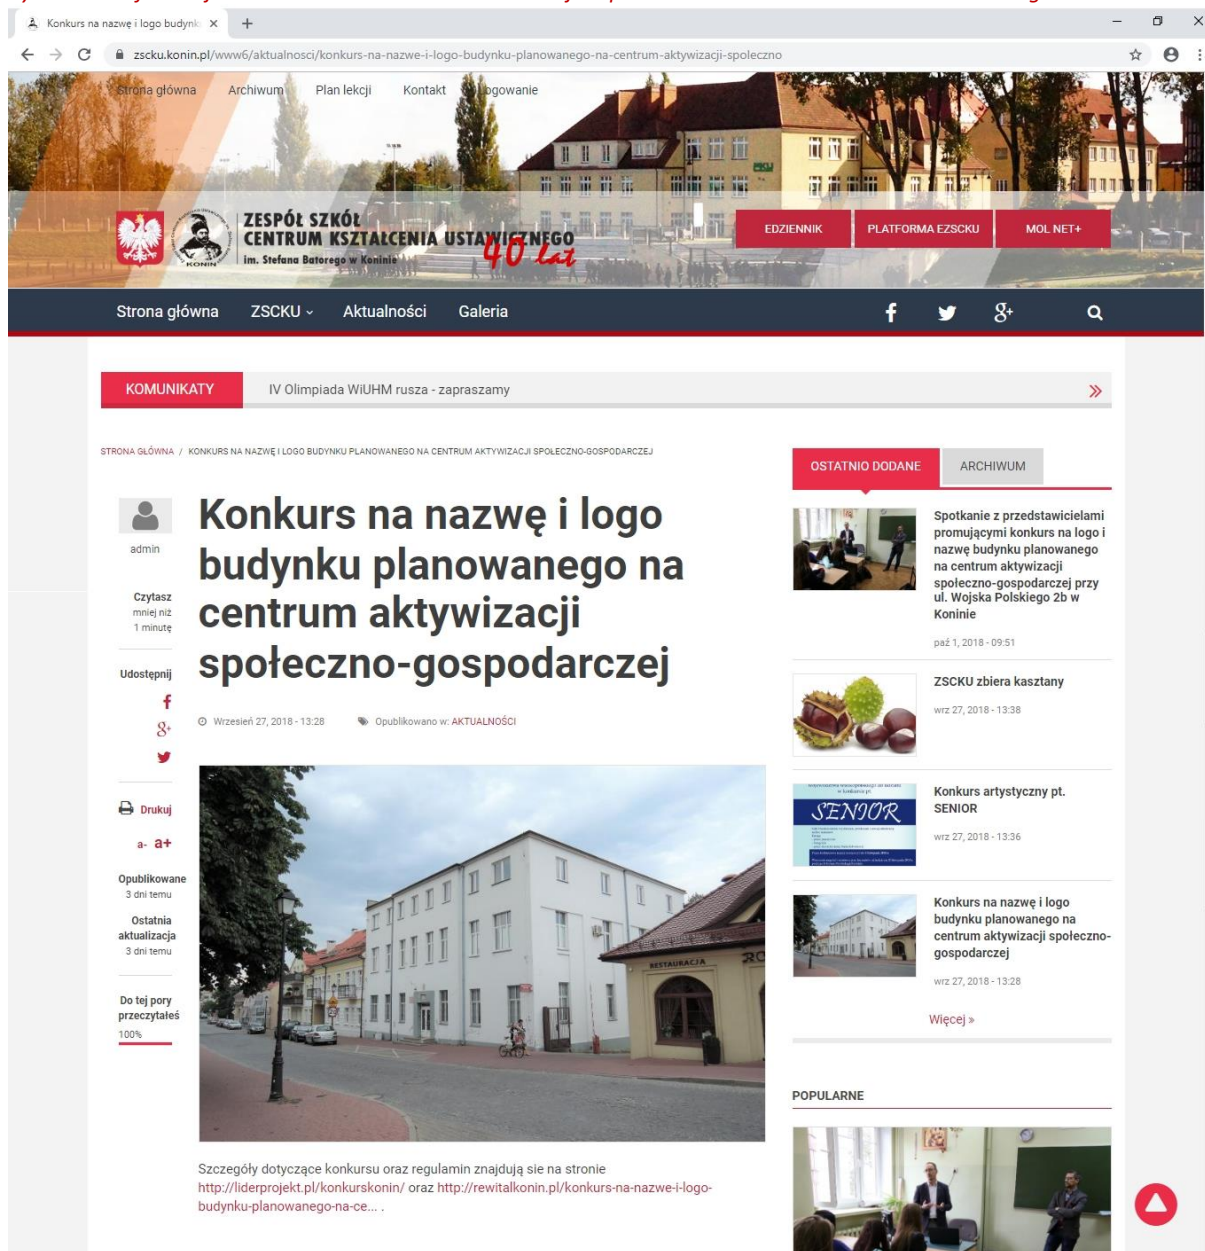 Konkurs na nazwę i logo budynk
zscku.konin.pl/www6/aktualnosci/konkurs-na-nazwe-i-logo-budynku-planowanego-na-centrum-aktywizacji-spoleczno
Strona główna Archiwum Plan lekcji Kontakt Logowanie
ZESPÓŁ SZKÓŁ
CENTRUM KSZTAŁCENIA USTAWICZNEGO
im. Stefana Batorego w Koninie
40 lat
KONIN
EDZIENNIK PLATFORMA EZSCKU MOL NET+
Strona główna ZSCKU Aktualności Galeria
KOMUNIKATY IV Olimpiada WiUHM rusza - zapraszamy
STRONA GŁÓWNA / KONKURS NA NAZWĘ I LOGO BUDYNKU PLANOWANEGO NA CENTRUM AKTYWIZACJI SPOŁECZNO-GOSPODARCZEJ
admin
Czytasz
mniej niż
1 minutę
Udostępnij
Drukuj
a- a+
Opublikowane
3 dni temu
Ostatnia
aktualizacja
3 dni temu
Do tej pory
przeczytałeś
100%
Konkurs na nazwę i logo
budynku planowanego na
centrum aktywizacji
społeczno-gospodarczej
Wrzesień 27, 2018 - 13:28 Opublikowano w: AKTUALNOŚCI
RESTAURACJA
Szczegóły dotyczące konkursu oraz regulamin znajdują sie na stronie
http://liderprojekt.pl/konkurskonin/ oraz http://rewitalkonin.pl/konkurs-na-nazwe-i-logo-
budynku-planowanego-na-ce... .
OSTATNIO DODANE ARCHIWUM
Spotkanie z przedstawicielami
promującymi konkurs na logo i
nazwę budynku planowanego
na centrum aktywizacji
społeczno-gospodarczej przy
ul. Wojska Polskiego 2b w
Koninie
paź 1, 2018 - 09:51
ZSCKU zbiera kasztany
wrz 27, 2018 - 13:38
SENIOR
Konkurs artystyczny pt.
SENIOR
wrz 27, 2018 - 13:36
Konkurs na nazwę i logo
budynku planowanego na
centrum aktywizacji społeczno-
gospodarczej
wrz 27, 2018 - 13:28
Więcej »
POPULARNE